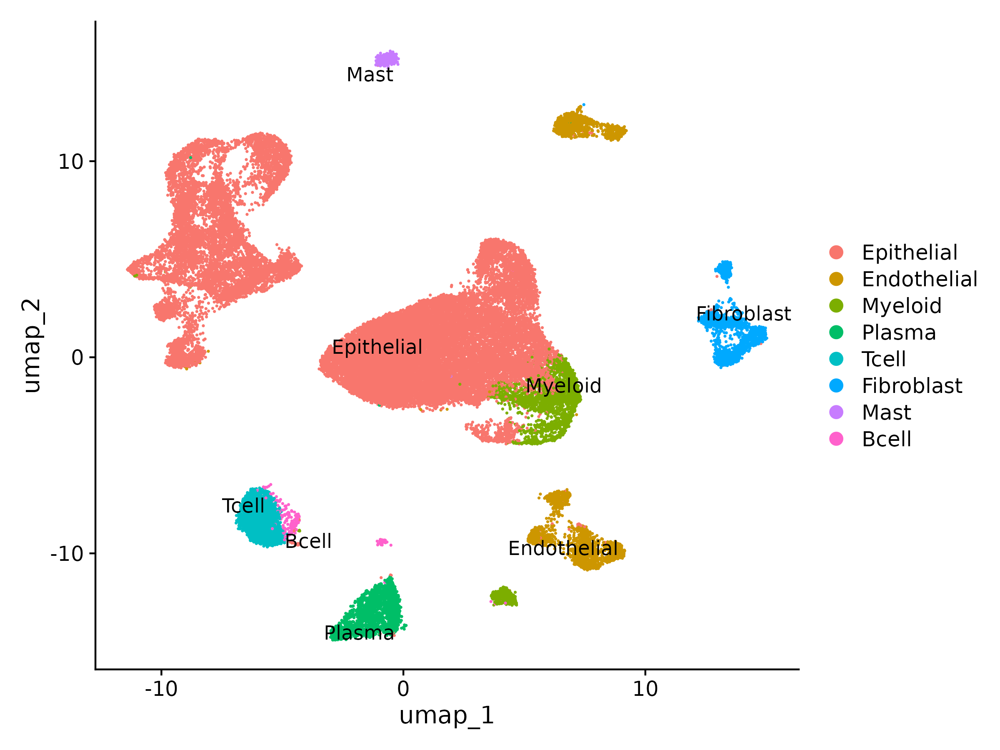 Mast
10
Fibroblast
Epithelial
0
Myeloid
Tcell
Bcell
-10
Endothelial
Plasma
-10
0
10
umap_1
umap_2
Epithelial
Endothelial
Myeloid
Plasma
Tcell
Fibroblast
Mast
Bcell